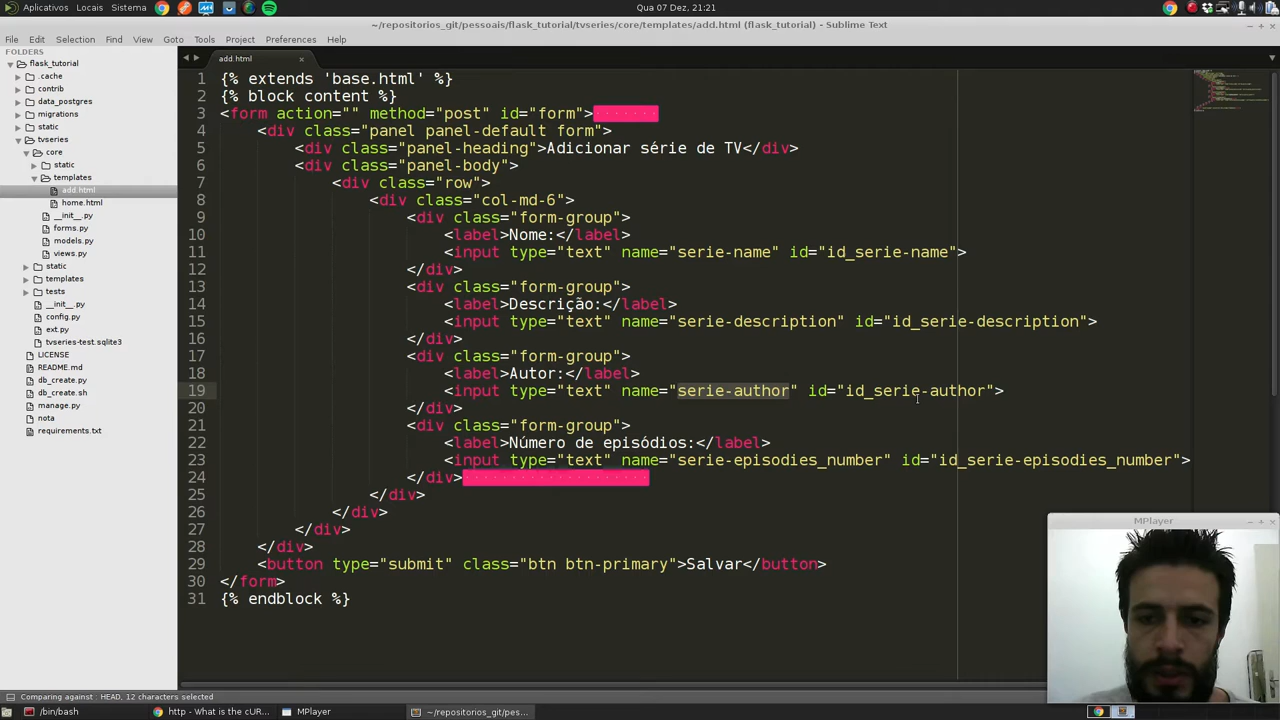 Aplicativos Locais Sistema Qua 07 Dez, 21:21
~/repositorios_git/pessoais/flask_tutorial/tvseries/core/templates/add.html (flask_tutorial) - Sublime Text
File Edit Selection Find View Goto Tools Project Preferences Help
FOLDERS
flask_tutorial
.cache
contrib
data_postgres
migrations
static
tvseries
core
static
templates
add.html
home.html
__init__.py
forms.py
models.py
views.py
static
templates
tests
__init__.py
config.py
ext.py
tvseries-test.sqlite3
LICENSE
README.md
db_create.py
db_create.sh
manage.py
nota
requirements.txt
add.html
1 {% extends 'base.html' %}
2 {% block content %}
3 <form action="" method="post" id="form">
4 <div class="panel panel-default form">
5 <div class="panel-heading">Adicionar série de TV</div>
6 <div class="panel-body">
7 <div class="row">
8 <div class="col-md-6">
9 <div class="form-group">
10 <label>Nome:</label>
11 <input type="text" name="serie-name" id="id_serie-name">
12 </div>
13 <div class="form-group">
14 <label>Descrição:</label>
15 <input type="text" name="serie-description" id="id_serie-description">
16 </div>
17 <div class="form-group">
18 <label>Autor:</label>
19 <input type="text" name="serie-author" id="id_serie-author">
20 </div>
21 <div class="form-group">
22 <label>Número de episódios:</label>
23 <input type="text" name="serie-episodies_number" id="id_serie-episodies_number">
24 </div>
25 </div>
26 </div>
27 </div>
28 </div>
29 <button type="submit" class="btn btn-primary">Salvar</button>
30 </form>
31 {% endblock %}
MPlayer
Comparing against : HEAD, 12 characters selected
/bin/bash http - What is the cUR... MPlayer ~/repositorios_git/pes...